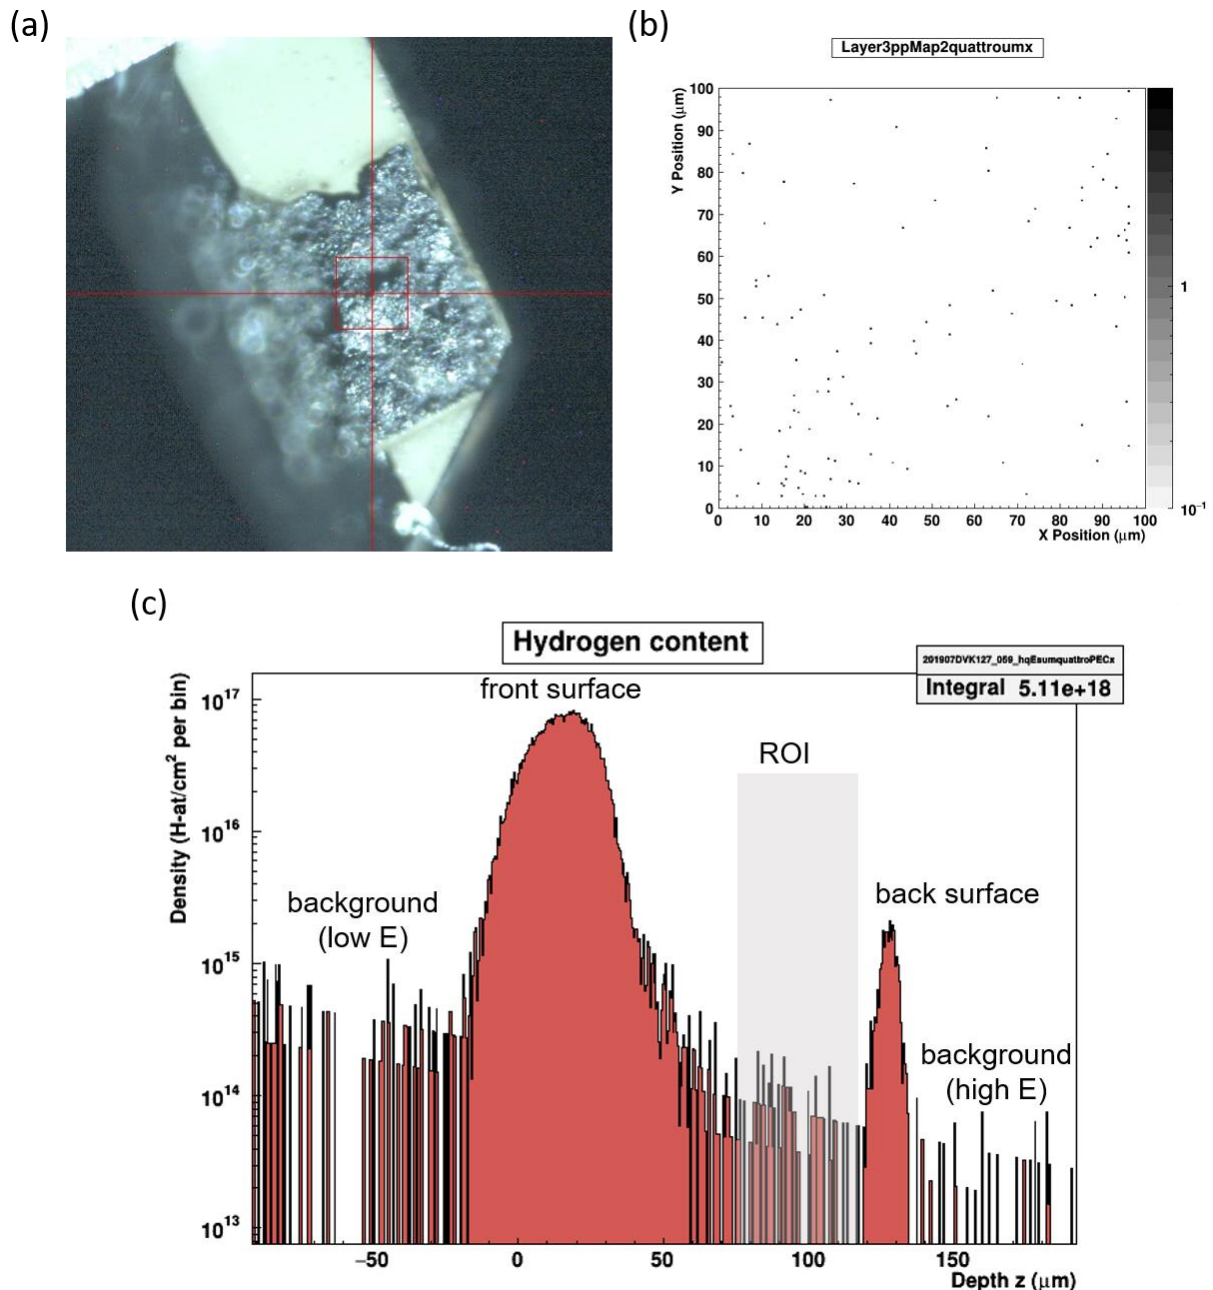 (a)
(b)
Layer3ppMap2quattroumx
Y Position (μm)
100
90
80
70
60
50
40
30
20
10
0
0 10 20 30 40 50 60 70 80 90 100
X Position (μm)
1
10⁻¹
(c)
Hydrogen content
201907DVK127_059_hqEsumquattroPECx
Integral 5.11e+18
Density (H-at/cm² per bin)
10¹⁷
10¹⁶
10¹⁵
10¹⁴
10¹³
front surface
ROI
background
(low E)
back surface
background
(high E)
−50 0 50 100 150
Depth z (μm)